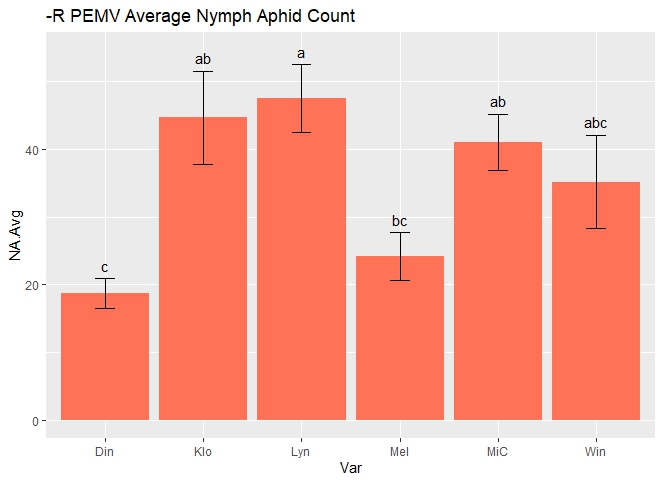 -R PEMV Average Nymph Aphid Count
a
ab
ab
abc
bc
c
NA.Avg
40
20
0
Din Klo Lyn Mel MiC Win
Var